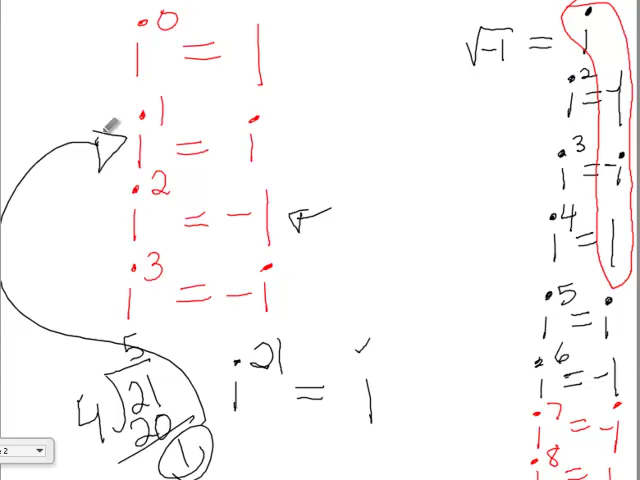 i⁰ = 1
i¹ = i
i² = -1
i³ = -i
5
4)21
20
1
i²¹ = i
√-1 = i
i² = -1
i³ = -i
i⁴ = 1
i⁵ = i
i⁶ = -1
i⁷ = -i
i⁸ = 1
e 2